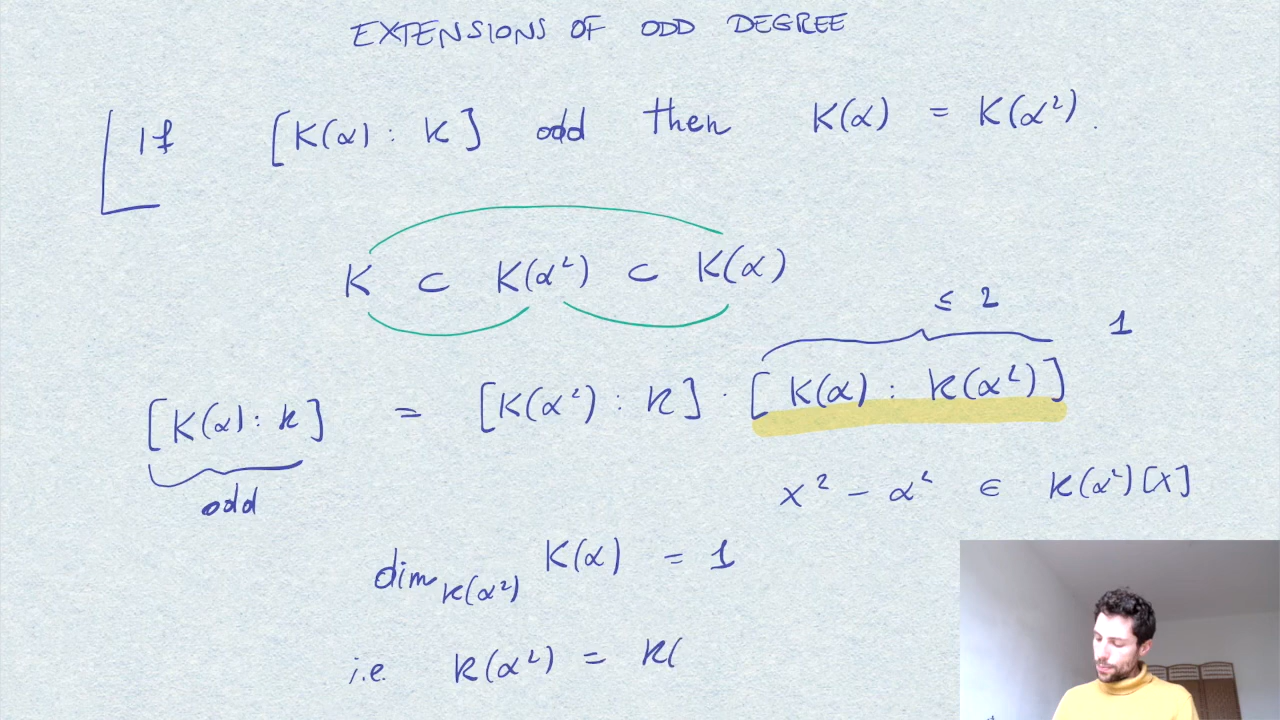 EXTENSIONS OF ODD DEGREE
If [K(α) : K] odd then K(α) = K(α²).
K ⊂ K(α²) ⊂ K(α)
≤ 2 1
[K(α) : K] = [K(α²) : K] · [K(α) : K(α²)]
odd
x² - α² ∈ K(α²)[X]
dim_K(α²) K(α) = 1
i.e. K(α²) = K(